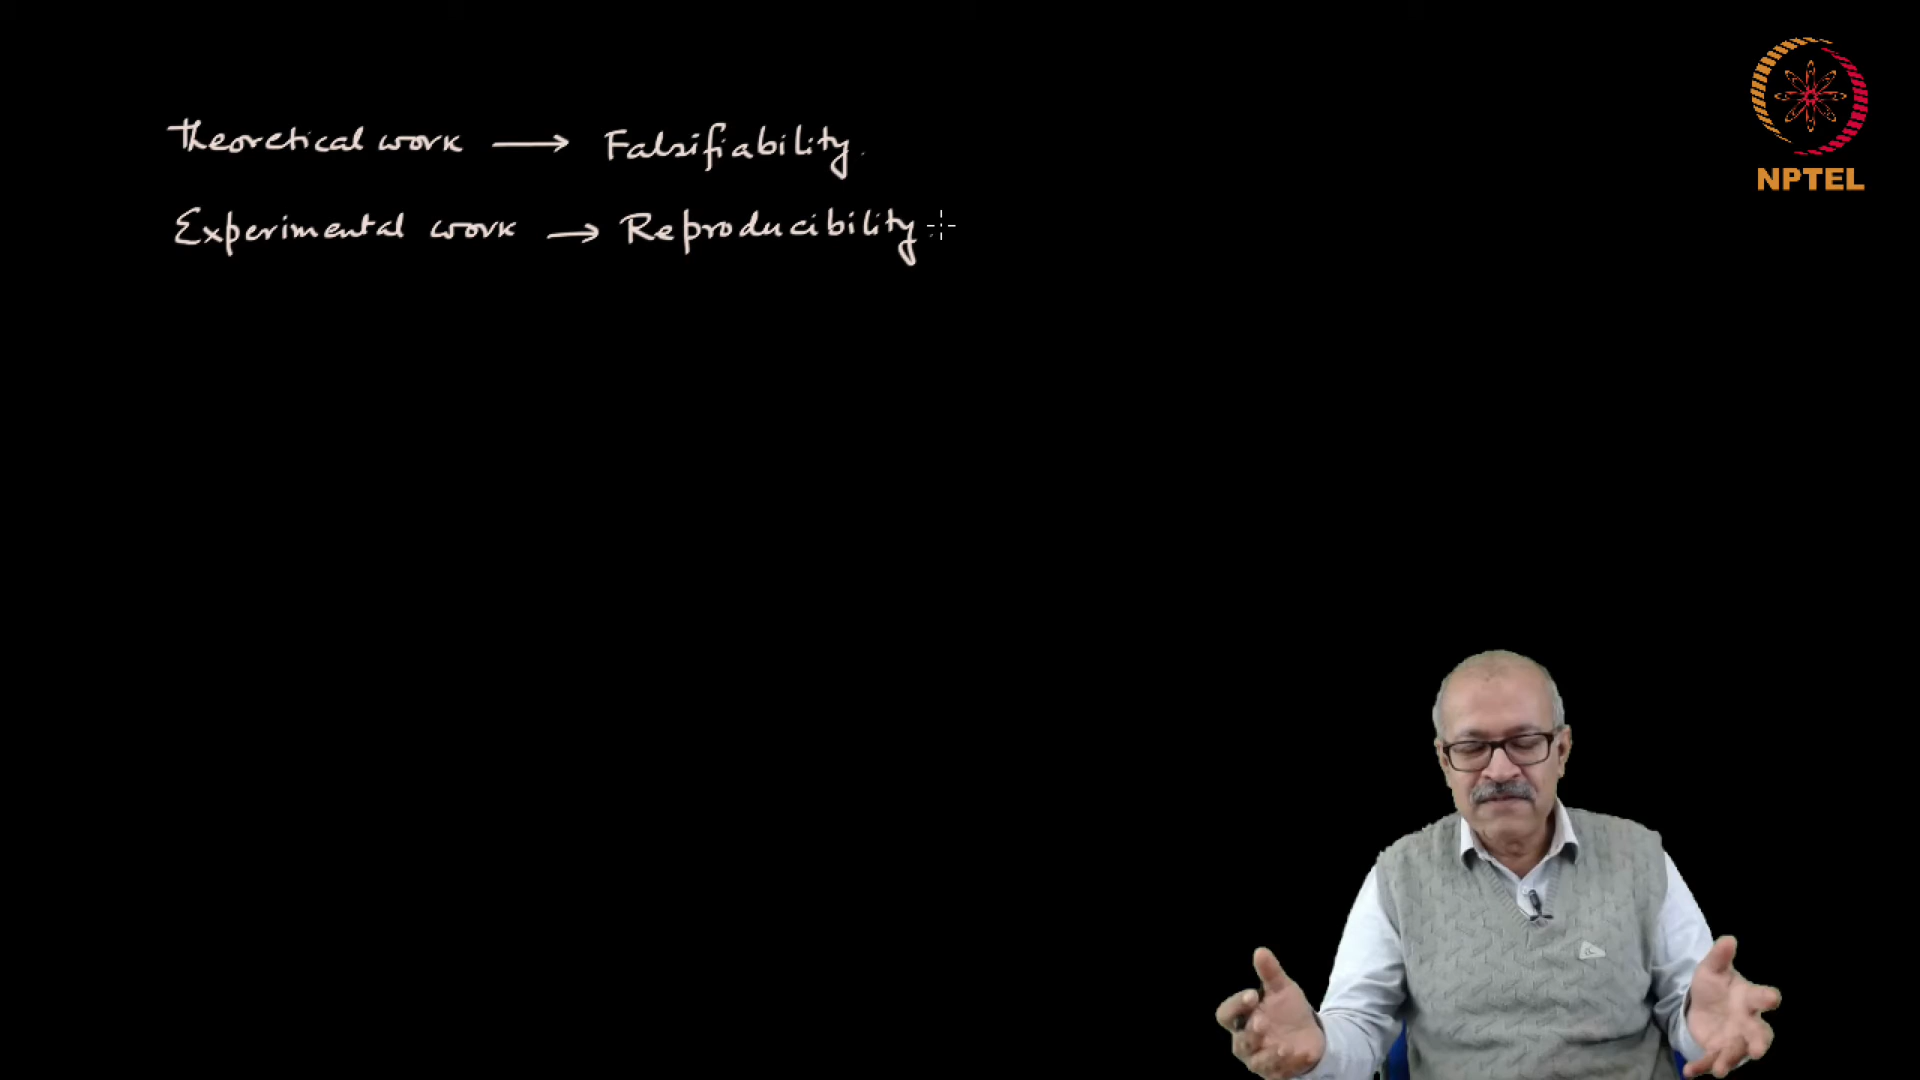 Theoretical work → Falsifiability.
Experimental work → Reproducibility.
NPTEL